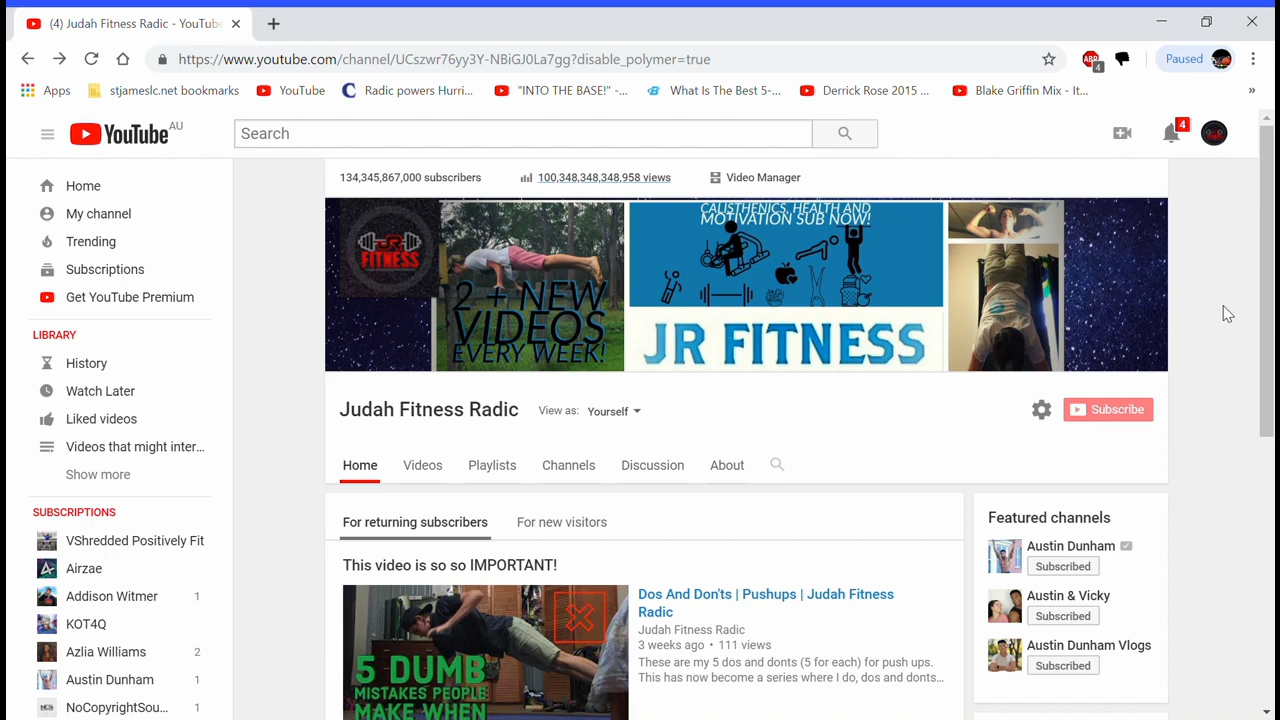 (4) Judah Fitness Radic - YouTube
https://www.youtube.com/channel/UCszwr76yy3Y-NBiGJ0La7gg?disable_polymer=true
ABP
4
Paused
Apps
stjameslc.net bookmarks
YouTube
Radic powers Hurri...
"INTO THE BASE!" -...
What Is The Best 5-...
Derrick Rose 2015 ...
Blake Griffin Mix - It...
»
YouTube AU
Search
4
Home
My channel
Trending
Subscriptions
Get YouTube Premium
LIBRARY
History
Watch Later
Liked videos
Videos that might inter...
Show more
SUBSCRIPTIONS
VShredded Positively Fit
Airzae
Addison Witmer 1
KOT4Q
Azlia Williams 2
Austin Dunham 1
NoCopyrightSou... 1
134,345,867,000 subscribers
100,348,348,348,958 views
Video Manager
JR
FITNESS
2 + NEW
VIDEOS
EVERY WEEK!
CALISTHENICS, HEALTH AND
MOTIVATION SUB NOW!
JR FITNESS
Judah Fitness Radic
View as: Yourself
Subscribe
Home
Videos
Playlists
Channels
Discussion
About
For returning subscribers
For new visitors
This video is so so IMPORTANT!
5 DUMB
MISTAKES PEOPLE
MAKE WHEN
Dos And Don'ts | Pushups | Judah Fitness
Radic
Judah Fitness Radic
3 weeks ago • 111 views
These are my 5 dos and donts (5 for each) for push ups.
This has now become a series where I do, dos and donts...
Featured channels
Austin Dunham
Subscribed
Austin & Vicky
Subscribed
Austin Dunham Vlogs
Subscribed